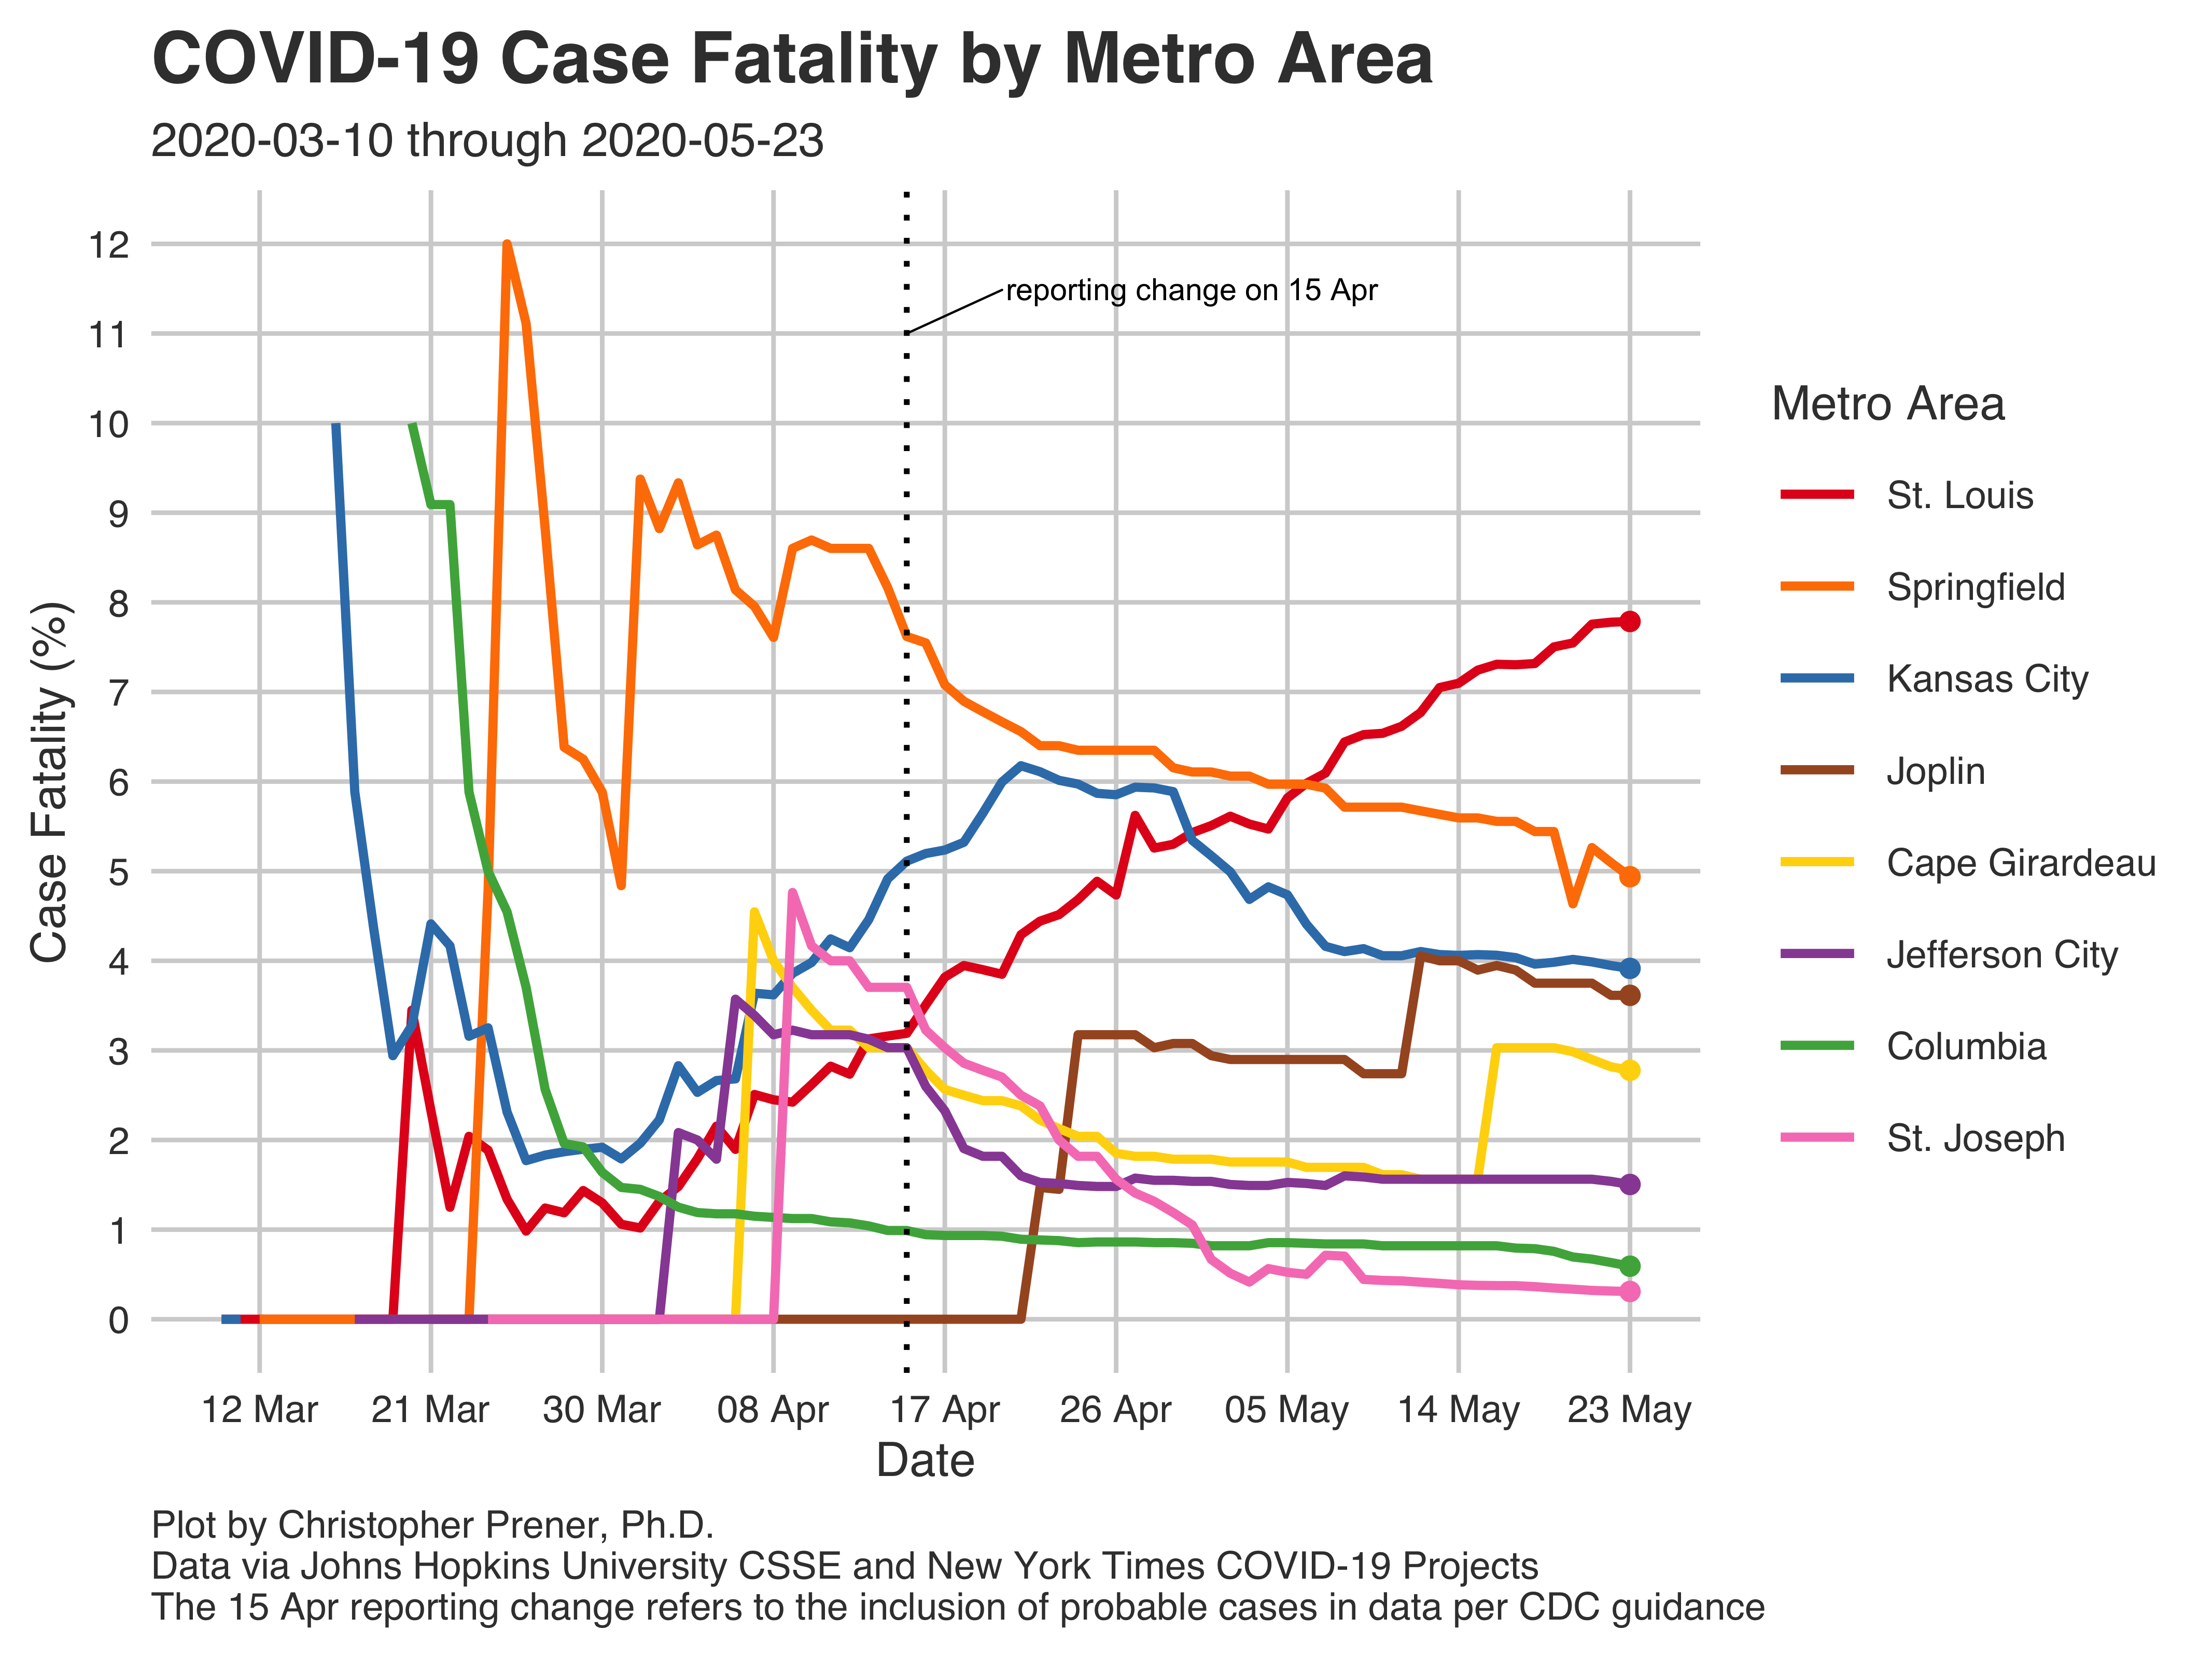 COVID-19 Case Fatality by Metro Area
2020-03-10 through 2020-05-23
12
11
10
9
8
7
6
5
4
3
2
1
0
Case Fatality (%)
reporting change on 15 Apr
12 Mar
21 Mar
30 Mar
08 Apr
17 Apr
26 Apr
05 May
14 May
23 May
Date
Metro Area
St. Louis
Springfield
Kansas City
Joplin
Cape Girardeau
Jefferson City
Columbia
St. Joseph
Plot by Christopher Prener, Ph.D.
Data via Johns Hopkins University CSSE and New York Times COVID-19 Projects
The 15 Apr reporting change refers to the inclusion of probable cases in data per CDC guidance